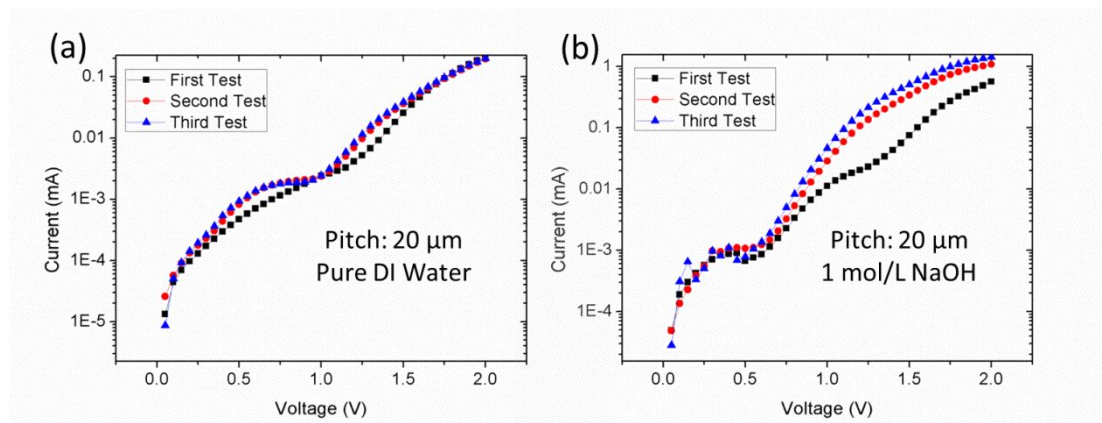 (a)
First Test
Second Test
Third Test
0.1
0.01
1E-3
1E-4
1E-5
Current (mA)
Pitch: 20 μm
Pure DI Water
0.0 0.5 1.0 1.5 2.0
Voltage (V)
(b)
First Test
Second Test
Third Test
1
0.1
0.01
1E-3
1E-4
Current (mA)
Pitch: 20 μm
1 mol/L NaOH
0.0 0.5 1.0 1.5 2.0
Voltage (V)